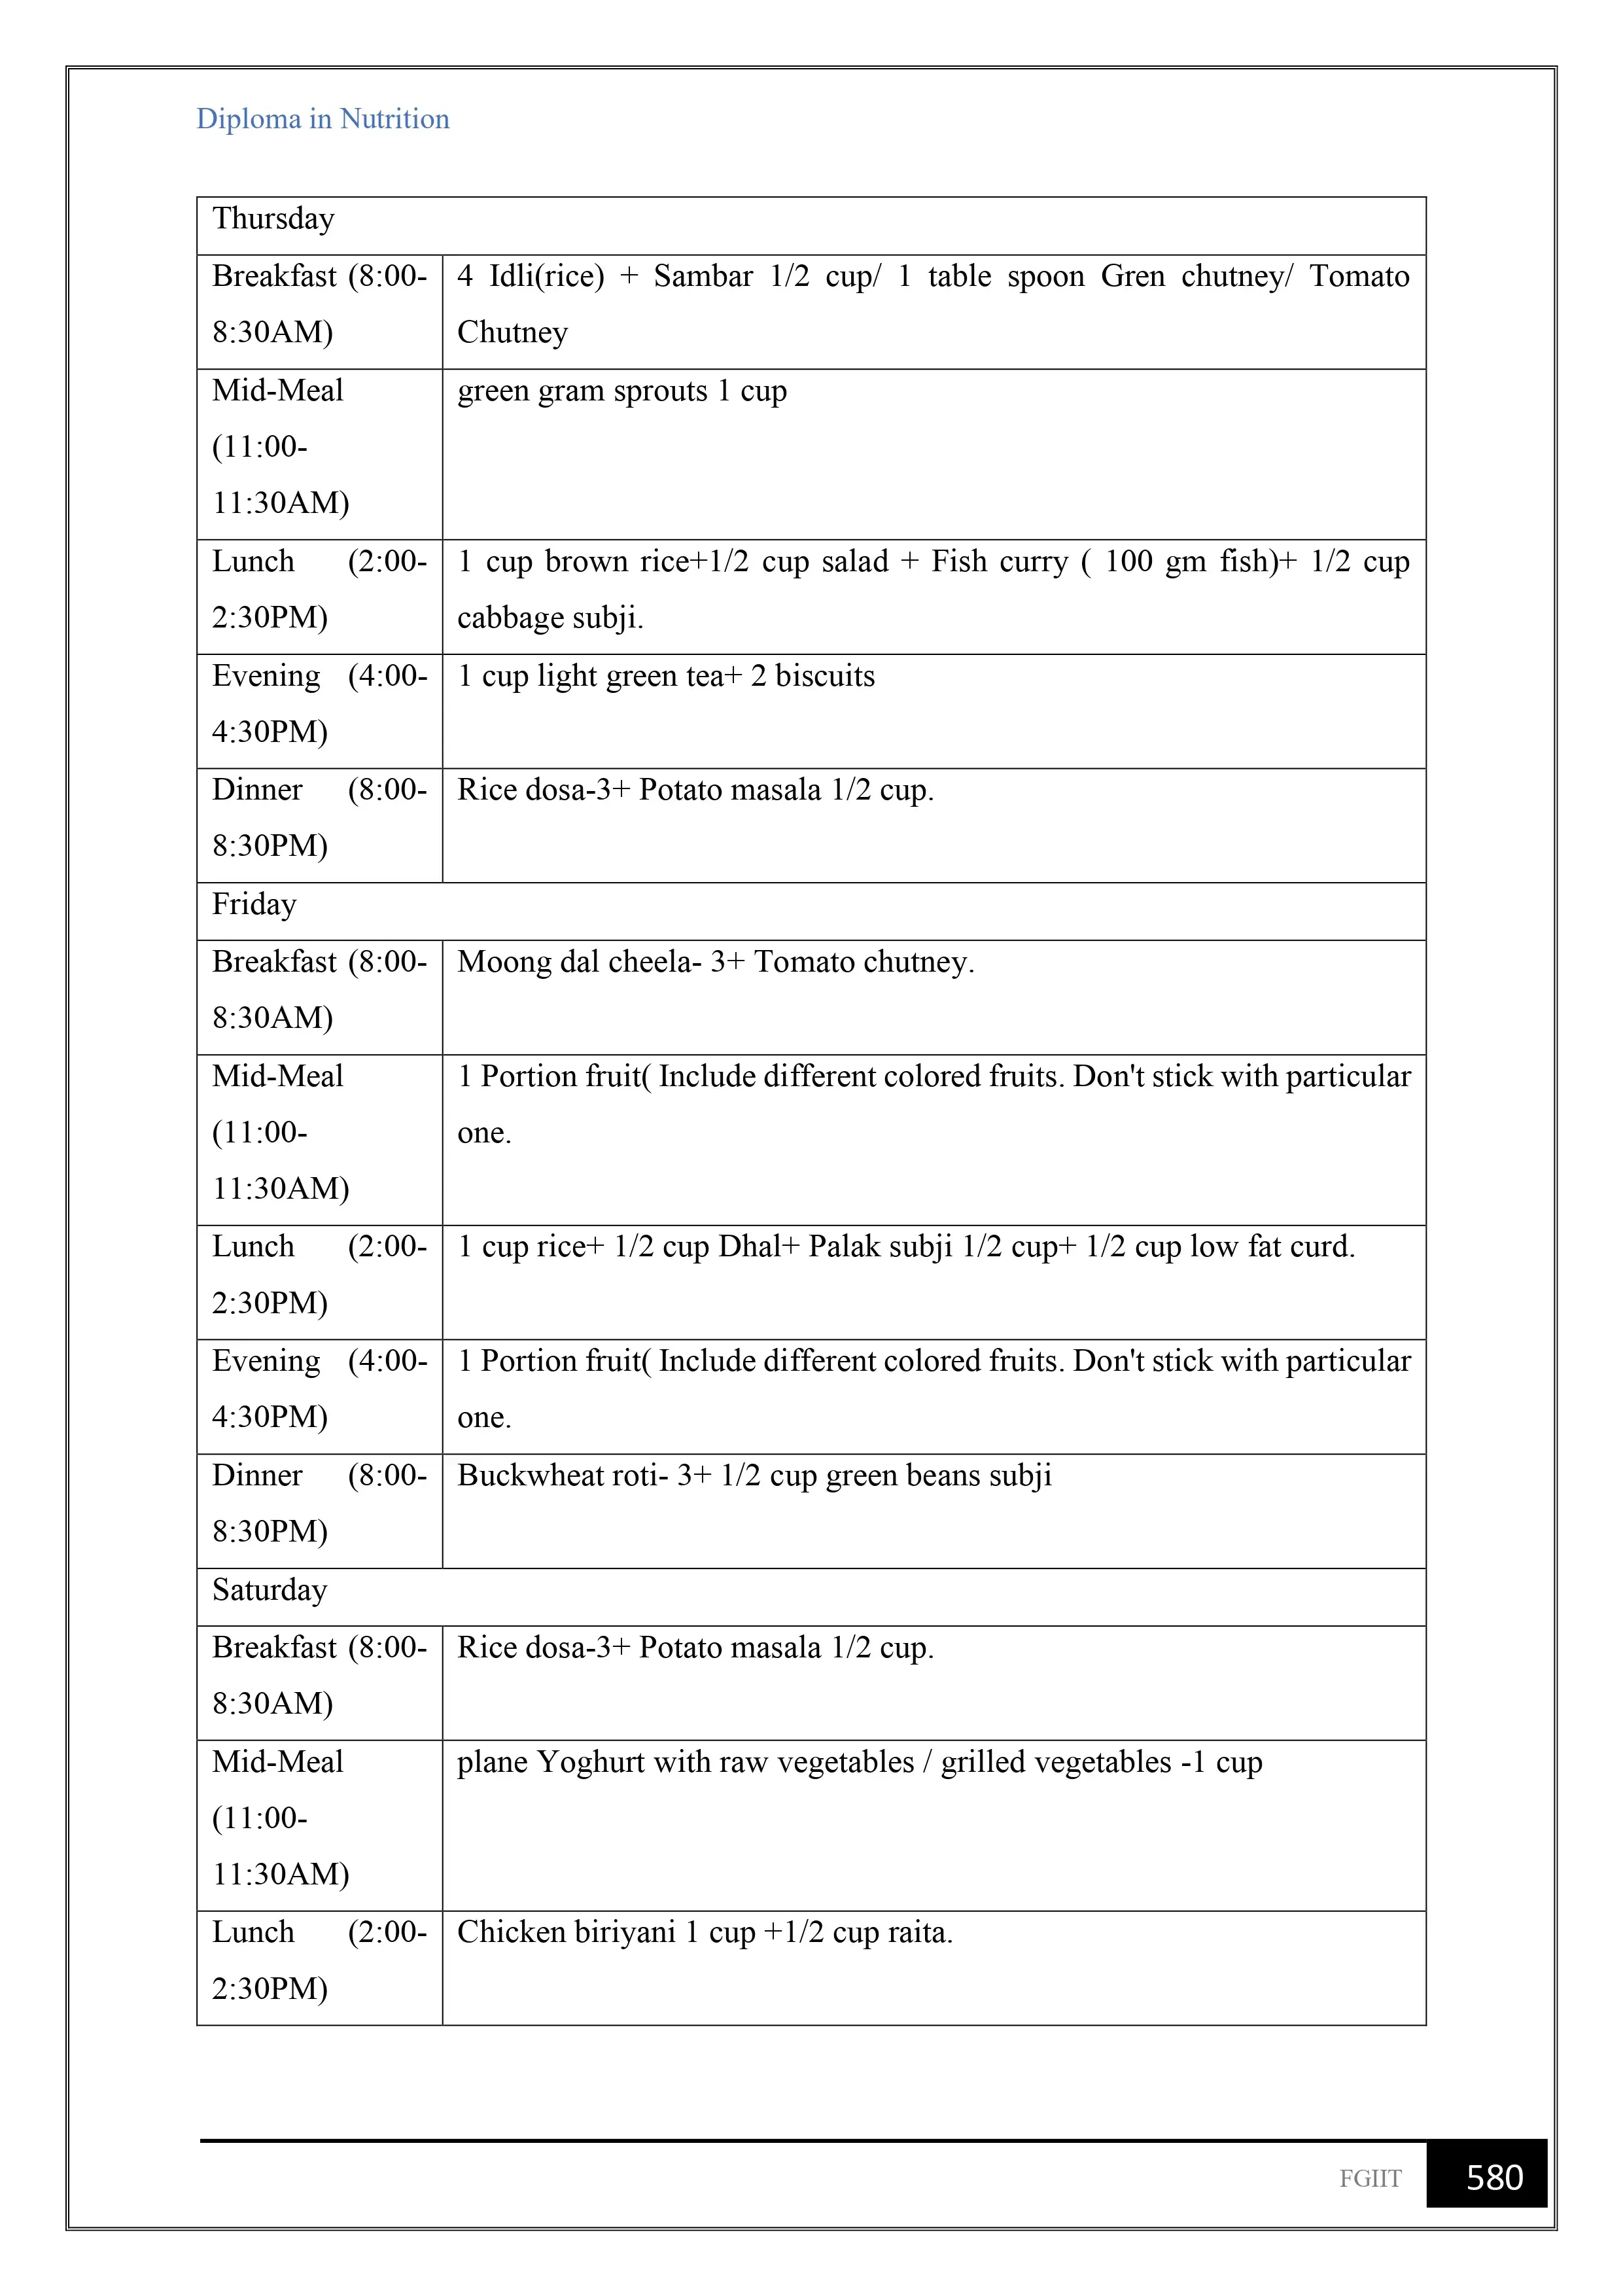 Diploma in Nutrition
Thursday
Breakfast (8:00-
8:30AM)
4 Idli(rice) + Sambar 1/2 cup/ 1 table spoon Gren chutney/ Tomato
Chutney
Mid-Meal
(11:00-
11:30AM)
green gram sprouts 1 cup
Lunch (2:00-
2:30PM)
1 cup brown rice+1/2 cup salad + Fish curry ( 100 gm fish)+ 1/2 cup
cabbage subji.
Evening (4:00-
4:30PM)
1 cup light green tea+ 2 biscuits
Dinner (8:00-
8:30PM)
Rice dosa-3+ Potato masala 1/2 cup.
Friday
Breakfast (8:00-
8:30AM)
Moong dal cheela- 3+ Tomato chutney.
Mid-Meal
(11:00-
11:30AM)
1 Portion fruit( Include different colored fruits. Don't stick with particular
one.
Lunch (2:00-
2:30PM)
1 cup rice+ 1/2 cup Dhal+ Palak subji 1/2 cup+ 1/2 cup low fat curd.
Evening (4:00-
4:30PM)
1 Portion fruit( Include different colored fruits. Don't stick with particular
one.
Dinner (8:00-
8:30PM)
Buckwheat roti- 3+ 1/2 cup green beans subji
Saturday
Breakfast (8:00-
8:30AM)
Rice dosa-3+ Potato masala 1/2 cup.
Mid-Meal
(11:00-
11:30AM)
plane Yoghurt with raw vegetables / grilled vegetables -1 cup
Lunch (2:00-
2:30PM)
Chicken biriyani 1 cup +1/2 cup raita.
FGIIT 580